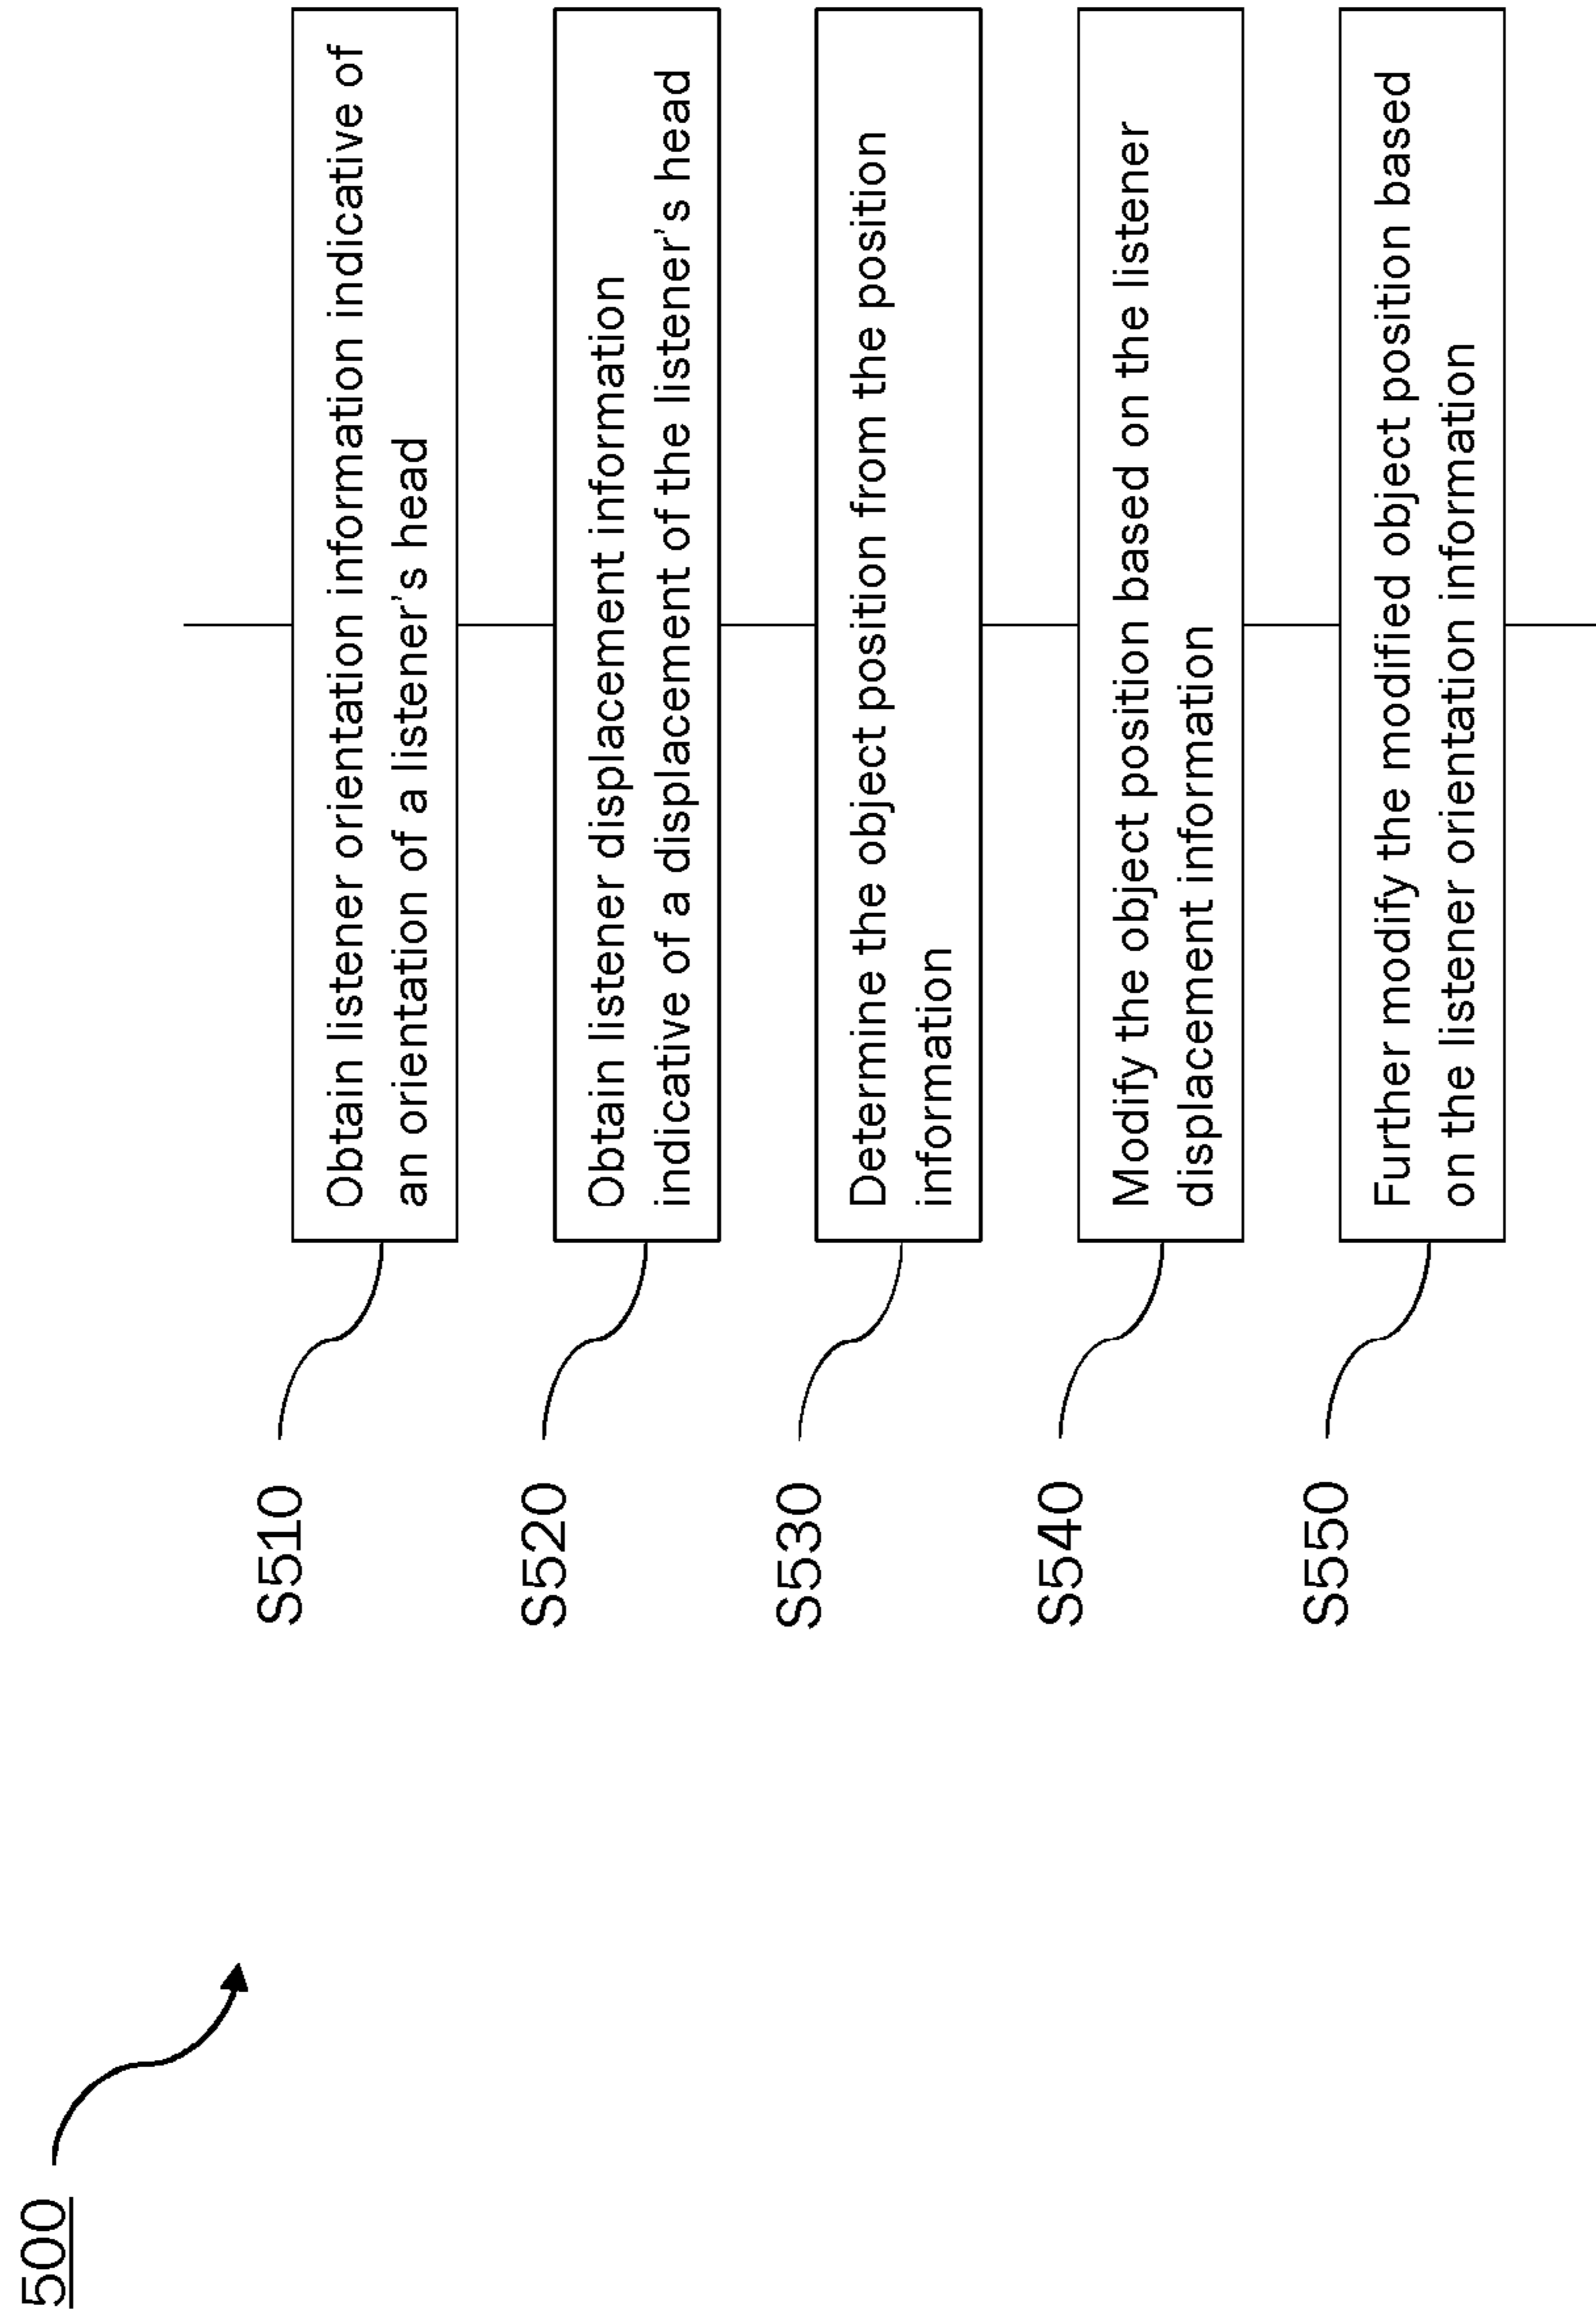 500
S510
Obtain listener orientation information indicative of
an orientation of a listener's head
S520
Obtain listener displacement information
indicative of a displacement of the listener's head
S530
Determine the object position from the position
information
S540
Modify the object position based on the listener
displacement information
S550
Further modify the modified object position based
on the listener orientation information